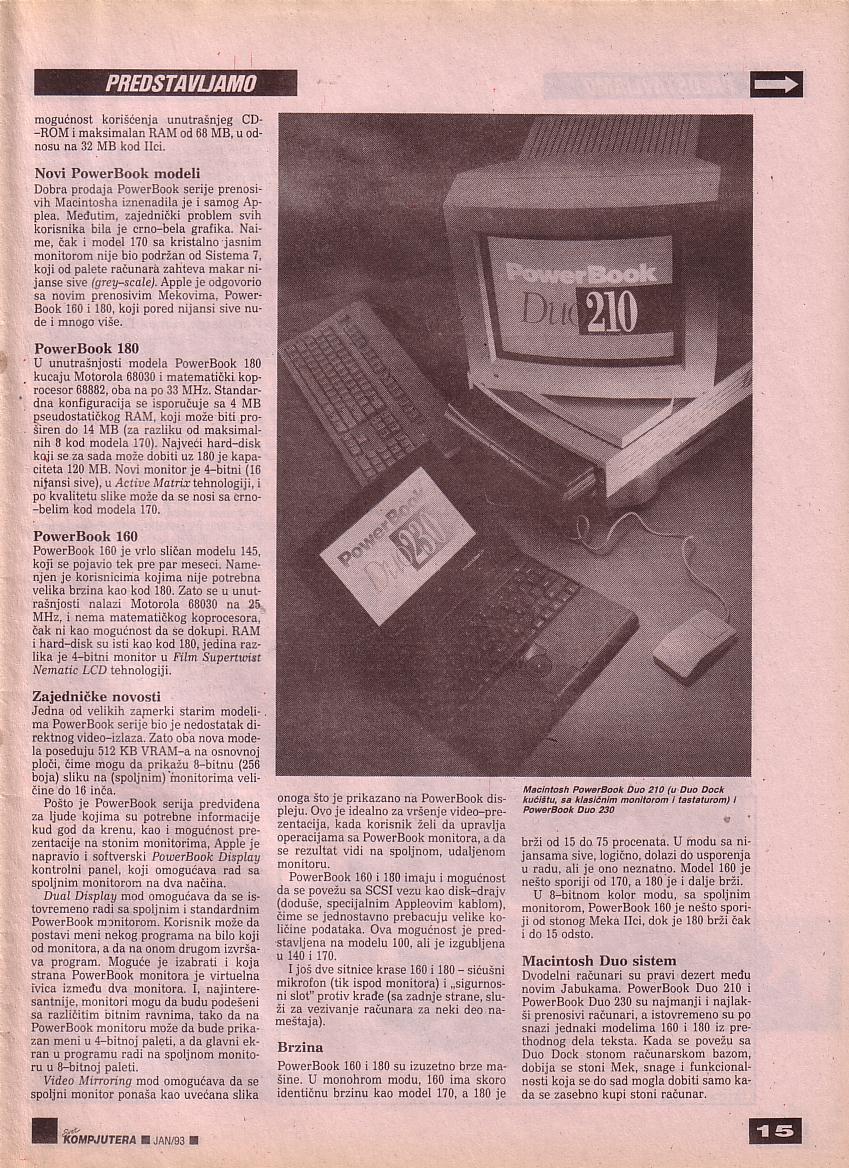 PREDSTAVLJAMO
mogućnost korišćenja unutrašnjeg CD-
-ROM i maksimalan RAM od 68 MB, u od-
nosu na 32 MB kod IIci.
Novi PowerBook modeli
Dobra prodaja PowerBook serije prenosi-
vih Macintosha iznenadila je i samog Ap-
plea. Međutim, zajednički problem svih
korisnika bila je crno-bela grafika. Nai-
me, čak i model 170 sa kristalno jasnim
monitorom nije bio podržan od Sistema 7,
koji od palete računara zahteva makar ni-
janse sive (grey-scale). Apple je odgovorio
sa novim prenosivim Mekovima, Power-
Book 160 i 180, koji pored nijansi sive nu-
de i mnogo više.
PowerBook 180
U unutrašnjosti modela PowerBook 180
kucaju Motorola 68030 i matematički kop-
rocesor 68882, oba na po 33 MHz. Standar-
dna konfiguracija se isporučuje sa 4 MB
pseudostatičkog RAM, koji može biti pro-
širen do 14 MB (za razliku od maksimal-
nih 8 kod modela 170). Najveći hard-disk
koji se za sada može dobiti uz 180 je kapa-
citeta 120 MB. Novi monitor je 4-bitni (16
nijansi sive), u Active Matrix tehnologiji, i
po kvalitetu slike može da se nosi sa crno-
-belim kod modela 170.
PowerBook 160
PowerBook 160 je vrlo sličan modelu 145,
koji se pojavio tek pre par meseci. Name-
njen je korisnicima kojima nije potrebna
velika brzina kao kod 180. Zato se u unut-
rašnjosti nalazi Motorola 68030 na 25
MHz, i nema matematičkog koprocesora,
čak ni kao mogućnost da se dokupi. RAM
i hard-disk su isti kao kod 180, jedina raz-
lika je 4-bitni monitor u Film Supertwist
Nematic LCD tehnologiji.
Zajedničke novosti
Jedna od velikih zamerki starim modeli-
ma PowerBook serije bio je nedostatak di-
rektnog video-izlaza. Zato oba nova mode-
la poseduju 512 KB VRAM-a na osnovnoj
ploči, čime mogu da prikažu 8-bitnu (256
boja) sliku na (spoljnim) monitorima veli-
čine do 16 inča.
Pošto je PowerBook serija predviđena
za ljude kojima su potrebne informacije
kud god da krenu, kao i mogućnost pre-
zentacije na stonim monitorima, Apple je
napravio i softverski PowerBook Display
kontrolni panel, koji omogućava rad sa
spoljnim monitorom na dva načina.
Dual Display mod omogućava da se is-
tovremeno radi sa spoljnim i standardnim
PowerBook monitorom. Korisnik može da
postavi meni nekog programa na bilo koji
od monitora, a da na onom drugom izvrša-
va program. Moguće je izabrati i koja
strana PowerBook monitora je virtuelna
ivica između dva monitora. I, najintere-
santnije, monitori mogu da budu podešeni
sa različitim bitnim ravnima, tako da na
PowerBook monitoru može da bude prika-
zan meni u 4-bitnoj paleti, a da glavni ek-
ran u programu radi na spoljnom monito-
ru u 8-bitnoj paleti.
Video Mirroring mod omogućava da se
spoljni monitor ponaša kao uvećana slika
PowerBook
Duo 210
PowerBook
Duo 230
Macintosh PowerBook Duo 210 (u Duo Dock
kućištu, sa klasičnim monitorom i tastaturom) i
PowerBook Duo 230
onoga što je prikazano na PowerBook dis-
pleju. Ovo je idealno za vršenje video-pre-
zentacija, kada korisnik želi da upravlja
operacijama sa PowerBook monitora, a da
se rezultat vidi na spoljnom, udaljenom
monitoru.
PowerBook 160 i 180 imaju i mogućnost
da se povežu sa SCSI vezu kao disk-drajv
(doduše, specijalnim Appleovim kablom),
čime se jednostavno prebacuju velike ko-
ličine podataka. Ova mogućnost je pred-
stavljena na modelu 100, ali je izgubljena
u 140 i 170.
I još dve sitnice krase 160 i 180 – sićušni
mikrofon (tik ispod monitora) i „sigurnos-
ni slot” protiv krađe (sa zadnje strane, slu-
ži za vezivanje računara za neki deo na-
meštaja).
Brzina
PowerBook 160 i 180 su izuzetno brze ma-
šine. U monohrom modu, 160 ima skoro
identičnu brzinu kao model 170, a 180 je
brži od 15 do 75 procenata. U modu sa ni-
jansama sive, logično, dolazi do usporenja
u radu, ali je ono neznatno. Model 160 je
nešto sporiji od 170, a 180 je i dalje brži.
U 8-bitnom kolor modu, sa spoljnim
monitorom, PowerBook 160 je nešto spori-
ji od stonog Meka IIci, dok je 180 brži čak
i do 15 odsto.
Macintosh Duo sistem
Dvodelni računari su pravi dezert među
novim Jabukama. PowerBook Duo 210 i
PowerBook Duo 230 su najmanji i najlak-
ši prenosivi računari, a istovremeno su po
snazi jednaki modelima 160 i 180 iz pre-
thodnog dela teksta. Kada se povežu sa
Duo Dock stonom računarskom bazom,
dobija se stoni Mek, snage i funkcional-
nosti koja se do sad mogla dobiti samo ka-
da se zasebno kupi stoni računar.
Svet
KOMPJUTERA JAN/93
15